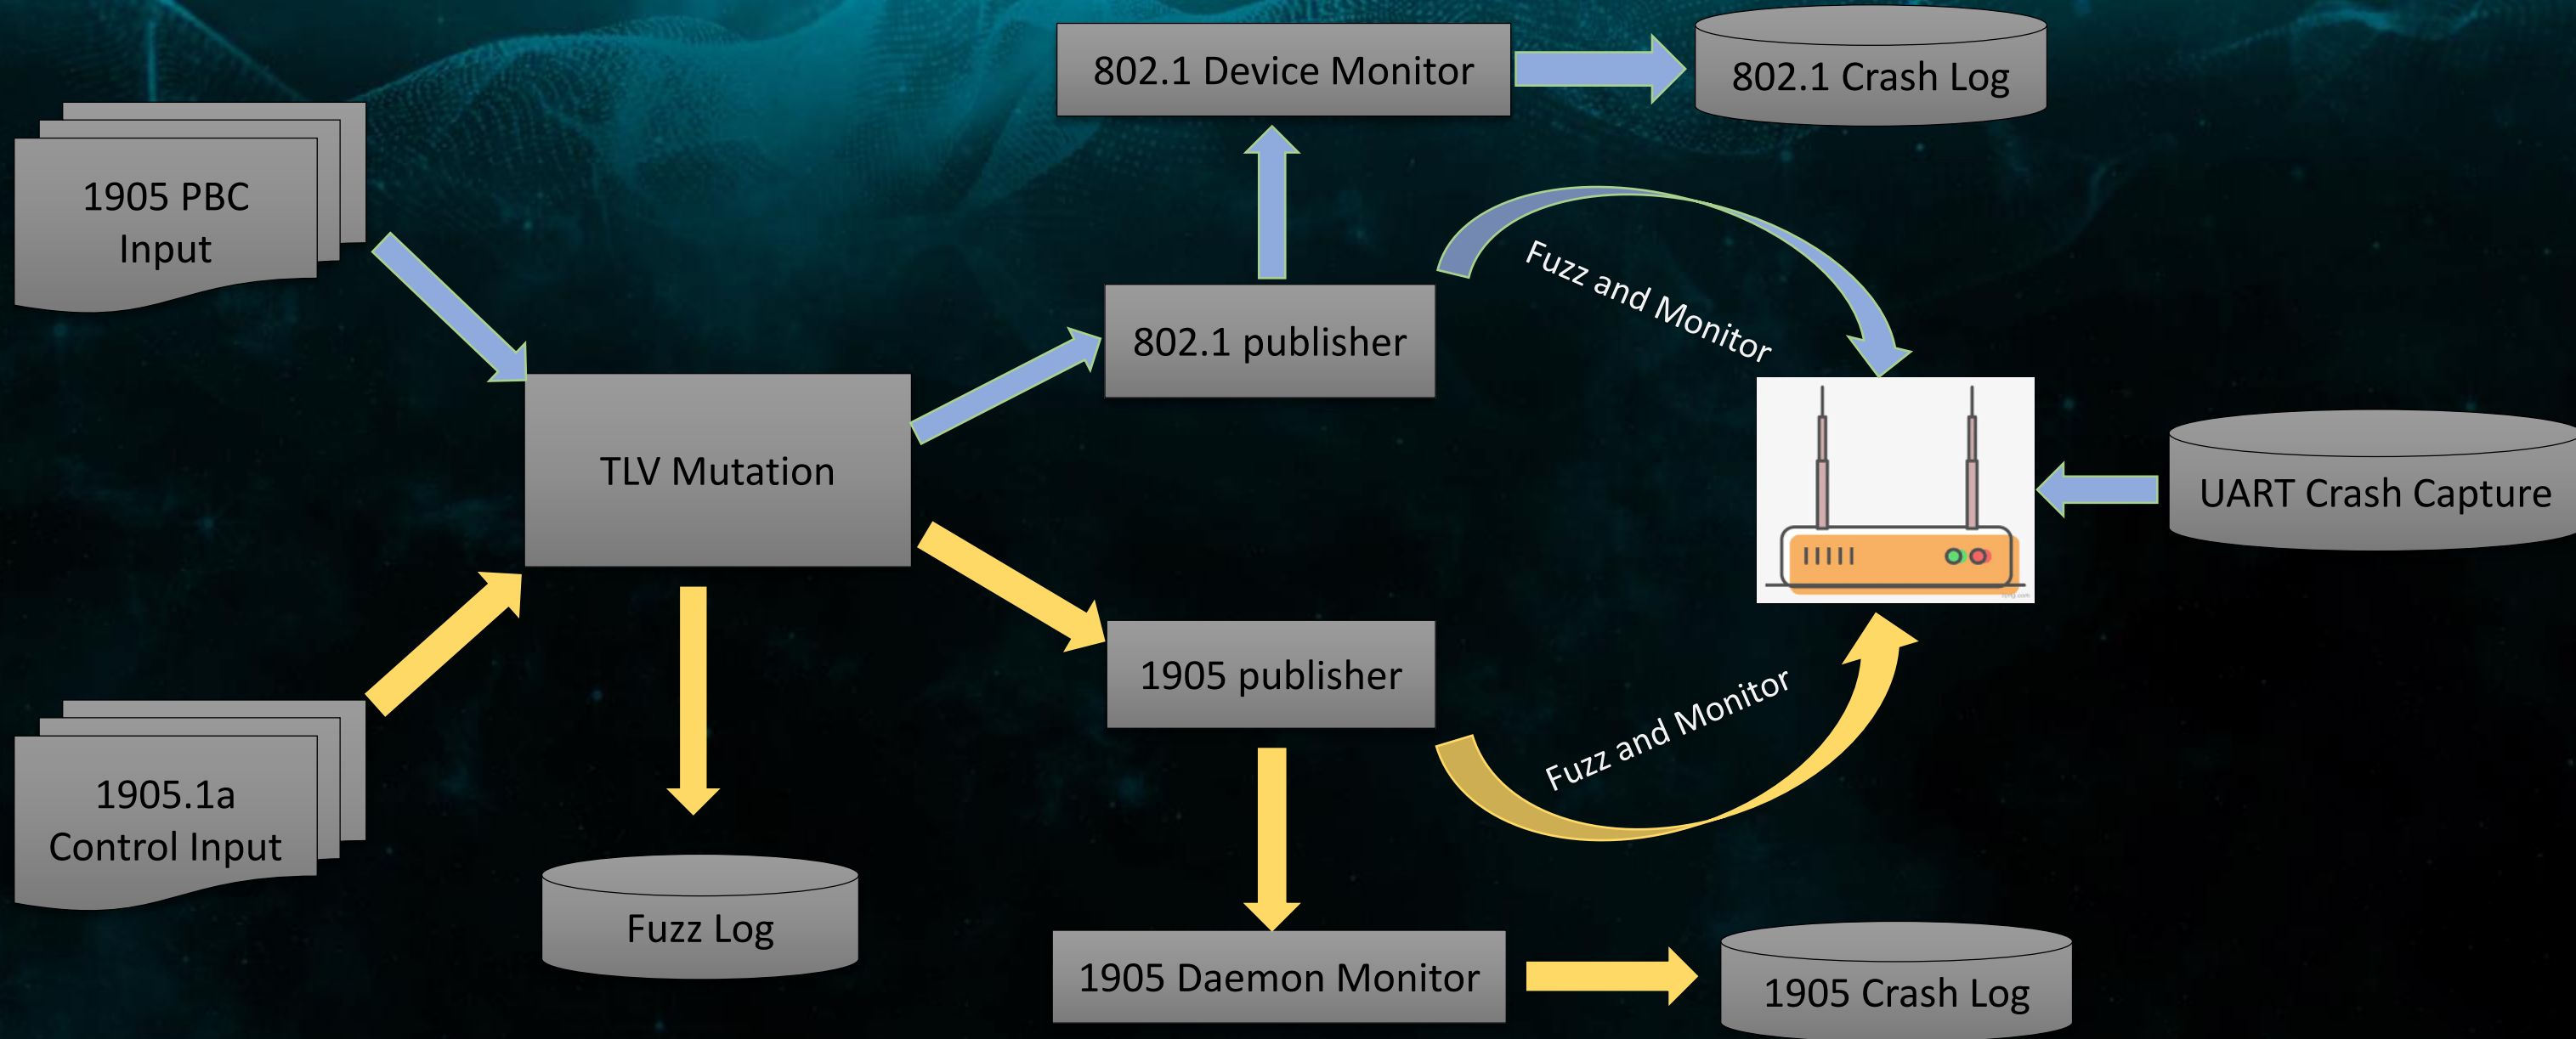 802.1 Device Monitor
802.1 Crash Log
1905 PBC
Input
802.1 publisher
Fuzz and Monitor
TLV Mutation
UART Crash Capture
1905 publisher
Fuzz and Monitor
1905.1a
Control Input
Fuzz Log
1905 Daemon Monitor
1905 Crash Log